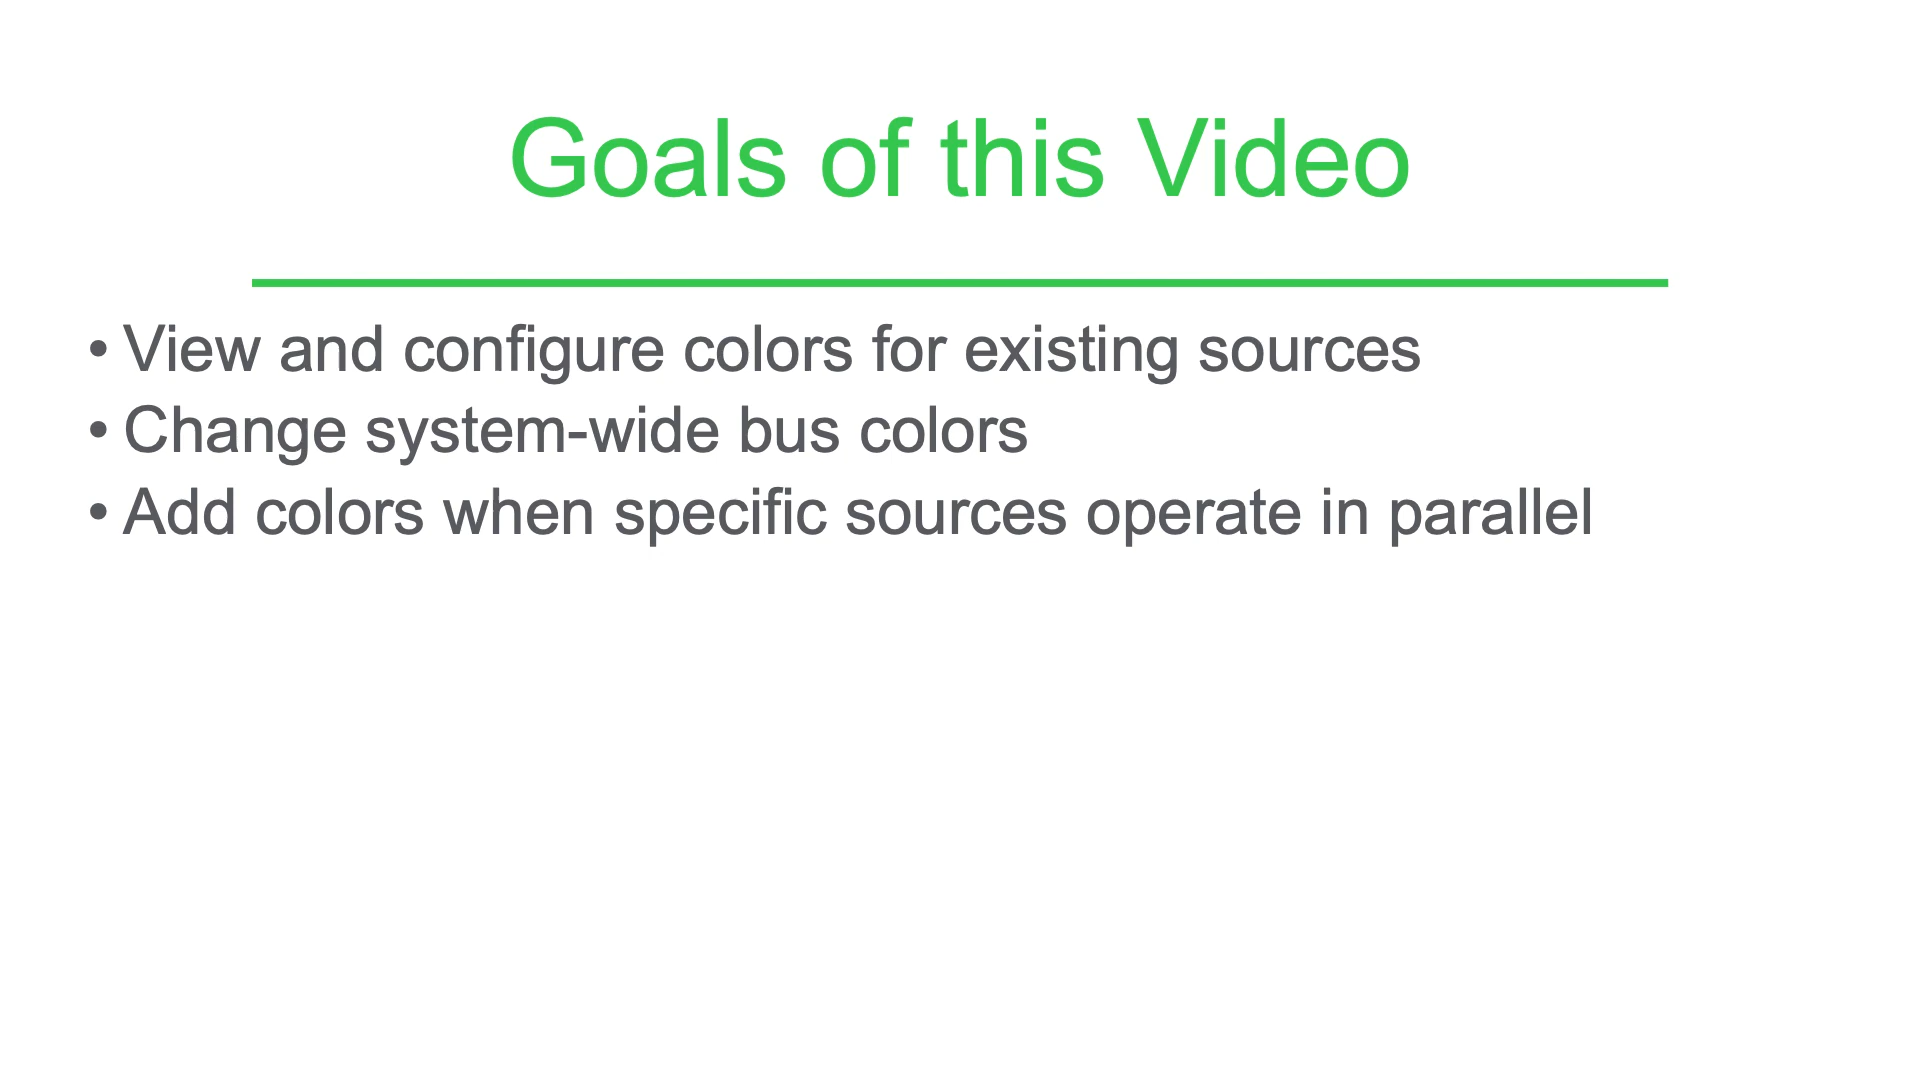 Goals of this Video
• View and configure colors for existing sources
• Change system-wide bus colors
• Add colors when specific sources operate in parallel